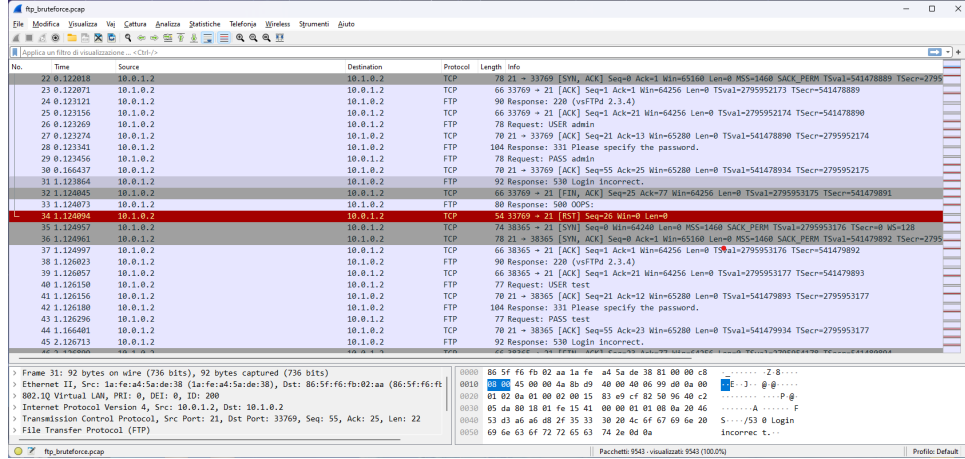 ftp_bruteforce.pcap
File Modifica Visualizza Vai Cattura Analizza Statistiche Telefonja Wireless Strumenti Aiuto
Applica un filtro di visualizzazione ... <Ctrl-/>
No. Time Source Destination Protocol Length Info
22 0.122018 10.0.1.2 10.1.0.2 TCP 78 21 → 33769 [SYN, ACK] Seq=0 Ack=1 Win=65160 Len=0 MSS=1460 SACK_PERM TSval=541478889 TSecr=2795
23 0.122071 10.1.0.2 10.0.1.2 TCP 66 33769 → 21 [ACK] Seq=1 Ack=1 Win=64256 Len=0 TSval=2795952173 TSecr=541478889
24 0.123121 10.0.1.2 10.1.0.2 FTP 90 Response: 220 (vsFTPd 2.3.4)
25 0.123156 10.1.0.2 10.0.1.2 TCP 66 33769 → 21 [ACK] Seq=1 Ack=21 Win=64256 Len=0 TSval=2795952174 TSecr=541478890
26 0.123269 10.1.0.2 10.0.1.2 FTP 78 Request: USER admin
27 0.123274 10.0.1.2 10.1.0.2 TCP 70 21 → 33769 [ACK] Seq=21 Ack=13 Win=65280 Len=0 TSval=541478890 TSecr=2795952174
28 0.123341 10.0.1.2 10.1.0.2 FTP 104 Response: 331 Please specify the password.
29 0.123456 10.1.0.2 10.0.1.2 FTP 78 Request: PASS admin
30 0.166437 10.0.1.2 10.1.0.2 TCP 70 21 → 33769 [ACK] Seq=55 Ack=25 Win=65280 Len=0 TSval=541478934 TSecr=2795952174
31 1.123864 10.0.1.2 10.1.0.2 FTP 92 Response: 530 Login incorrect.
32 1.124045 10.1.0.2 10.0.1.2 TCP 66 33769 → 21 [FIN, ACK] Seq=25 Ack=77 Win=64256 Len=0 TSval=2795953175 TSecr=541479891
33 1.124073 10.0.1.2 10.1.0.2 FTP 80 Response: 500 OOPS:
34 1.124094 10.1.0.2 10.0.1.2 TCP 54 33769 → 21 [RST] Seq=26 Win=0 Len=0
35 1.124957 10.1.0.2 10.0.1.2 TCP 74 38365 → 21 [SYN] Seq=0 Win=64240 Len=0 MSS=1460 SACK_PERM TSval=2795953176 TSecr=0 WS=128
36 1.124961 10.0.1.2 10.1.0.2 TCP 78 21 → 38365 [SYN, ACK] Seq=0 Ack=1 Win=65160 Len=0 MSS=1460 SACK_PERM TSval=541479892 TSecr=2795
37 1.124997 10.1.0.2 10.0.1.2 TCP 66 38365 → 21 [ACK] Seq=1 Ack=1 Win=64256 Len=0 TSval=2795953176 TSecr=541479892
38 1.126023 10.0.1.2 10.1.0.2 FTP 90 Response: 220 (vsFTPd 2.3.4)
39 1.126057 10.1.0.2 10.0.1.2 TCP 66 38365 → 21 [ACK] Seq=1 Ack=21 Win=64256 Len=0 TSval=2795953177 TSecr=541479893
40 1.126150 10.1.0.2 10.0.1.2 FTP 77 Request: USER test
41 1.126156 10.0.1.2 10.1.0.2 TCP 70 21 → 38365 [ACK] Seq=21 Ack=12 Win=65280 Len=0 TSval=541479893 TSecr=2795953177
42 1.126180 10.0.1.2 10.1.0.2 FTP 104 Response: 331 Please specify the password.
43 1.126296 10.1.0.2 10.0.1.2 FTP 77 Request: PASS test
44 1.166401 10.0.1.2 10.1.0.2 TCP 70 21 → 38365 [ACK] Seq=55 Ack=23 Win=65280 Len=0 TSval=541479934 TSecr=2795953177
45 2.126713 10.0.1.2 10.1.0.2 FTP 92 Response: 530 Login incorrect.
Frame 31: 92 bytes on wire (736 bits), 92 bytes captured (736 bits)
Ethernet II, Src: 1a:fe:a4:5a:de:38 (1a:fe:a4:5a:de:38), Dst: 86:5f:f6:fb:02:aa (86:5f:f6:ft
802.1Q Virtual LAN, PRI: 0, DEI: 0, ID: 200
Internet Protocol Version 4, Src: 10.0.1.2, Dst: 10.1.0.2
Transmission Control Protocol, Src Port: 21, Dst Port: 33769, Seq: 55, Ack: 25, Len: 22
File Transfer Protocol (FTP)
0000 86 5f f6 fb 02 aa 1a fe a4 5a de 38 81 00 00 c8 ·_······ ·Z·8····
0010 08 00 45 00 00 4a 8b d9 40 00 40 06 99 d0 0a 00 ··E··J·· @·@·····
0020 01 02 0a 01 00 02 00 15 83 e9 cf 82 50 96 40 c2 ········ ····P·@·
0030 05 da 80 18 01 fe 15 41 00 00 01 01 08 0a 20 46 ·······A ······ F
0040 53 d3 a6 a6 d8 2f 35 33 30 20 4c 6f 67 69 6e 20 S····/53 0 Login
0050 69 6e 63 6f 72 72 65 63 74 2e 0d 0a incorrec t.··
ftp_bruteforce.pcap Pacchetti: 9543 · visualizzati: 9543 (100.0%) Profilo: Default